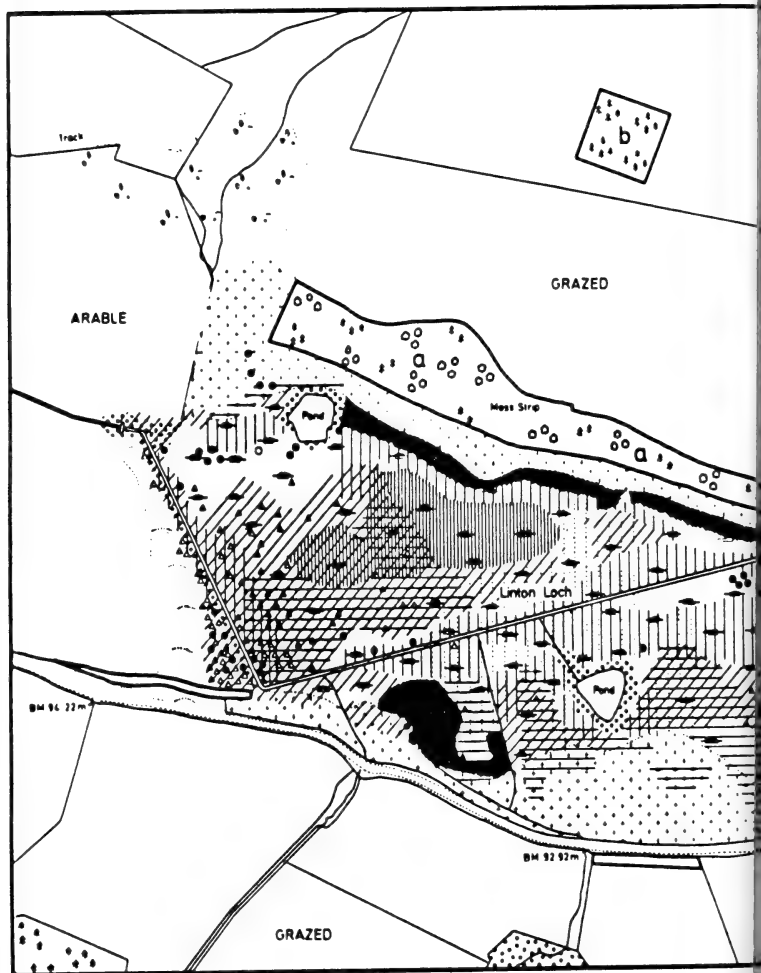 b
Track
GRAZED
ARABLE
a
Moss Strip
Pond
a
Linton Loch
Pond
BM 94.22m
BM 92.92m
GRAZED